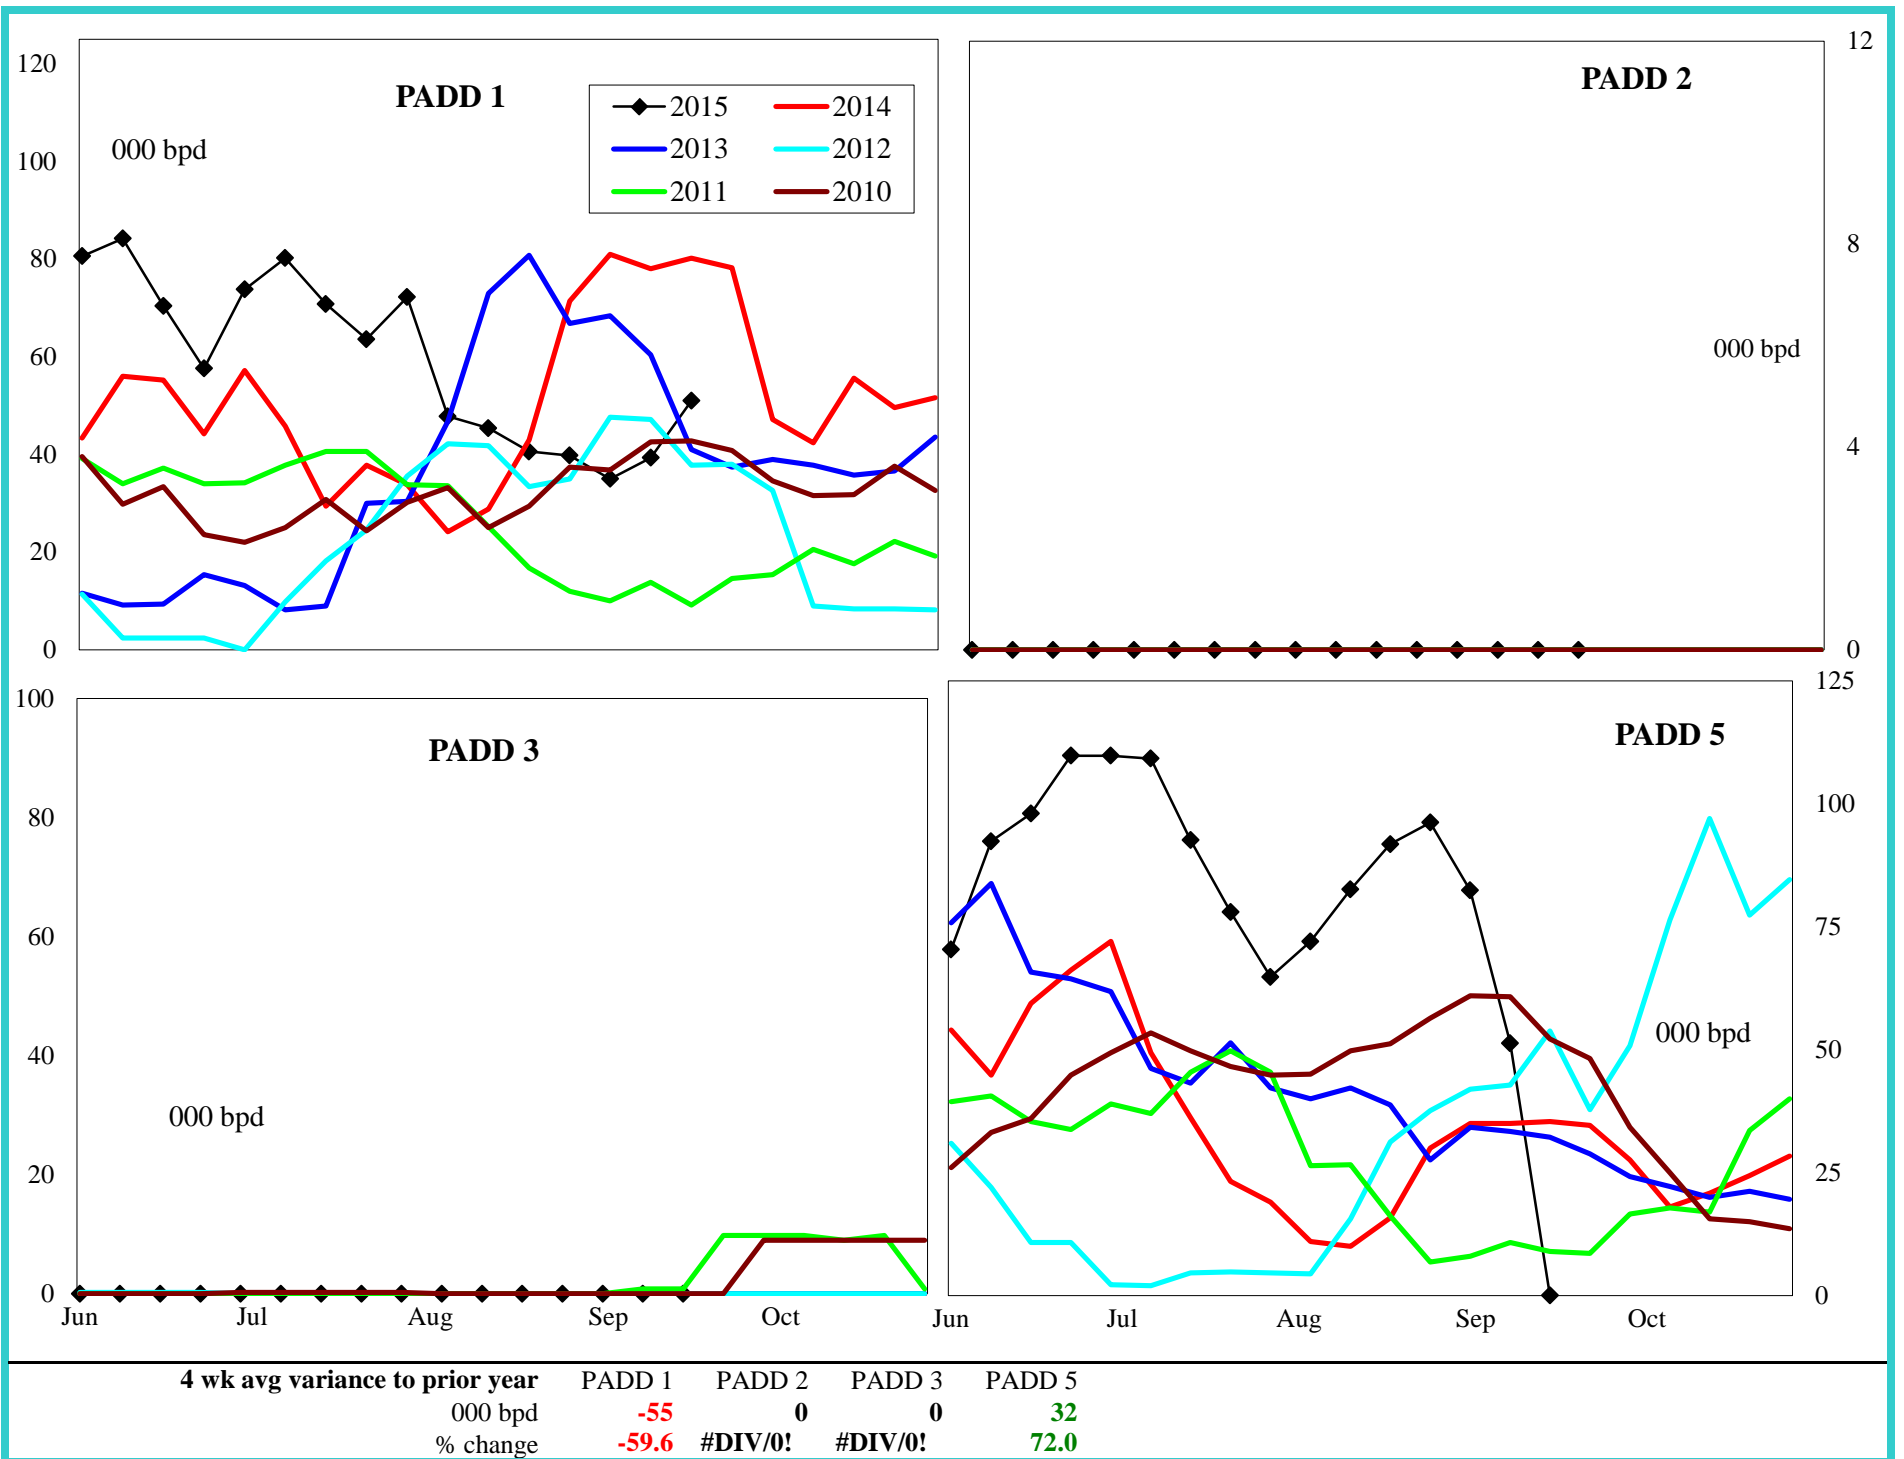 120
100
80
60
40
20
0
PADD 1
000 bpd
2015 2014
2013 2012
2011 2010
PADD 2
000 bpd
12
8
4
0
100
80
60
40
20
0
PADD 3
000 bpd
Jun Jul Aug Sep Oct
PADD 5
000 bpd
125
100
75
50
25
0
Jun Jul Aug Sep Oct
4 wk avg variance to prior year PADD 1 PADD 2 PADD 3 PADD 5
000 bpd -55 0 0 32
% change -59.6 #DIV/0! #DIV/0! 72.0